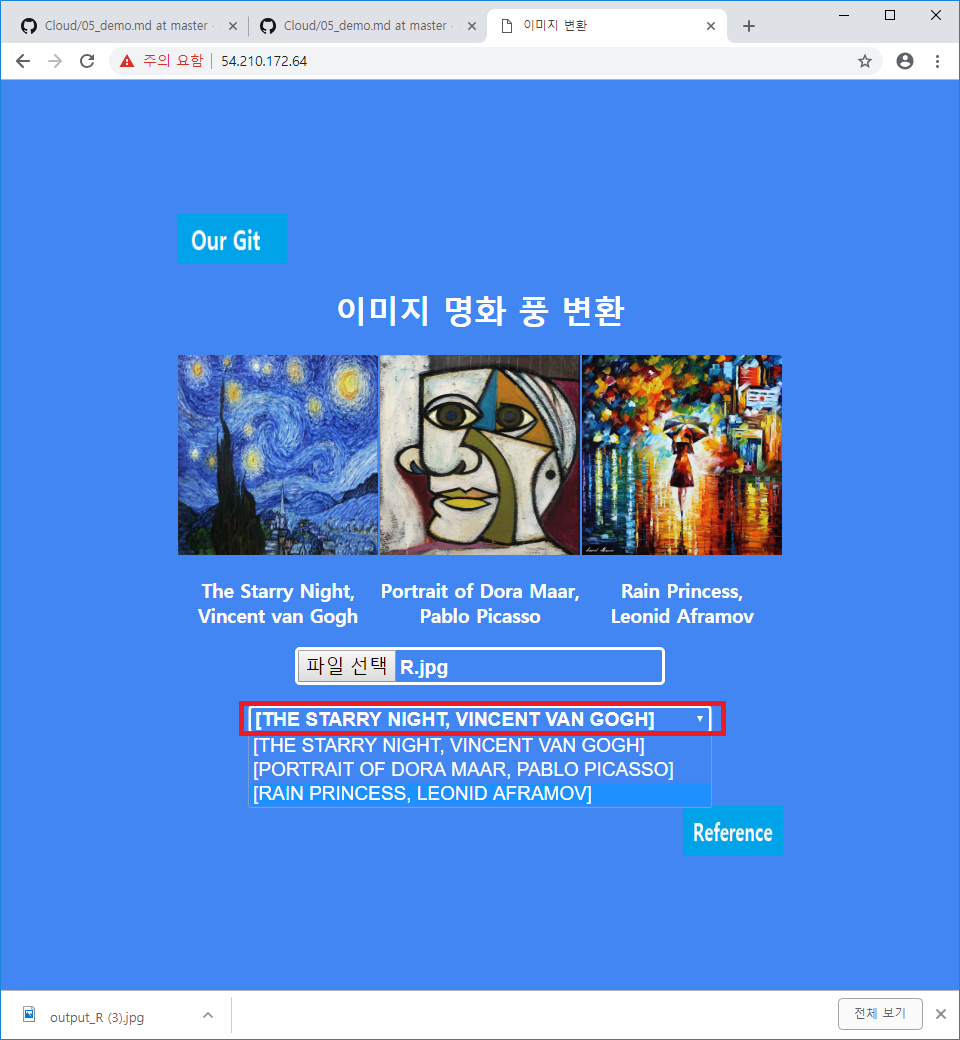 Cloud/05_demo.md at master
Cloud/05_demo.md at master
이미지 변환
주의 요함
54.210.172.64
Our Git
이미지 명화 풍 변환
The Starry Night,
Vincent van Gogh
Portrait of Dora Maar,
Pablo Picasso
Rain Princess,
Leonid Aframov
파일 선택 R.jpg
[THE STARRY NIGHT, VINCENT VAN GOGH]
[THE STARRY NIGHT, VINCENT VAN GOGH]
[PORTRAIT OF DORA MAAR, PABLO PICASSO]
[RAIN PRINCESS, LEONID AFRAMOV]
Reference
output_R (3).jpg
전체 보기